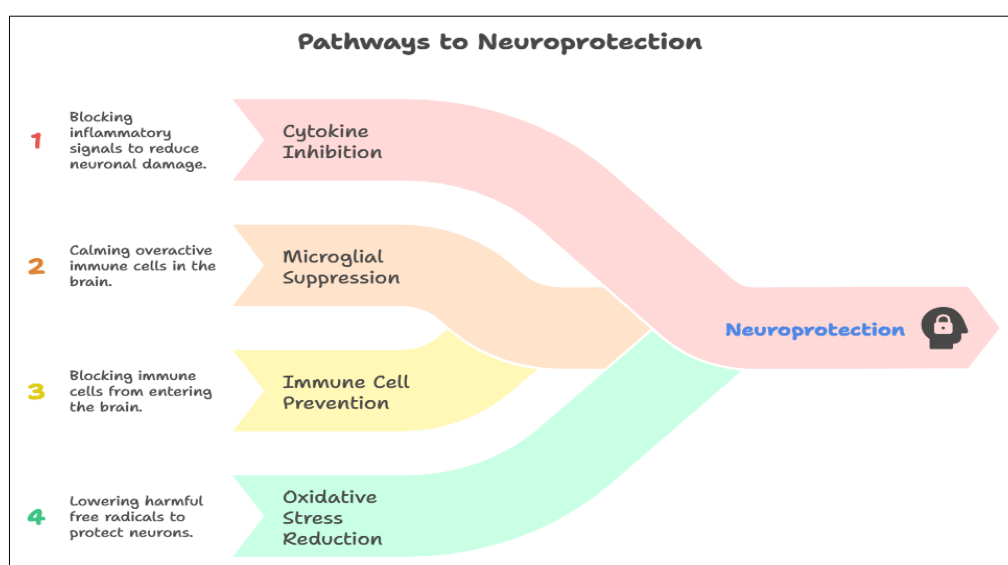 Pathways to Neuroprotection
1
Blocking
inflammatory
signals to reduce
neuronal damage.
Cytokine
Inhibition
2
Calming overactive
immune cells in the
brain.
Microglial
Suppression
Neuroprotection
3
Blocking immune
cells from entering
the brain.
Immune Cell
Prevention
4
Lowering harmful
free radicals to
protect neurons.
Oxidative
Stress
Reduction